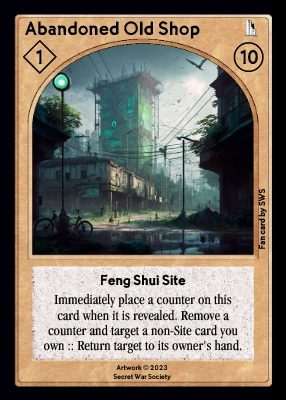 Abandoned Old Shop
1
10
Fan card by SWS
Feng Shui Site
Immediately place a counter on this
card when it is revealed. Remove a
counter and target a non-Site card you
own :: Return target to its owner's hand.
Artwork © 2023
Secret War Society